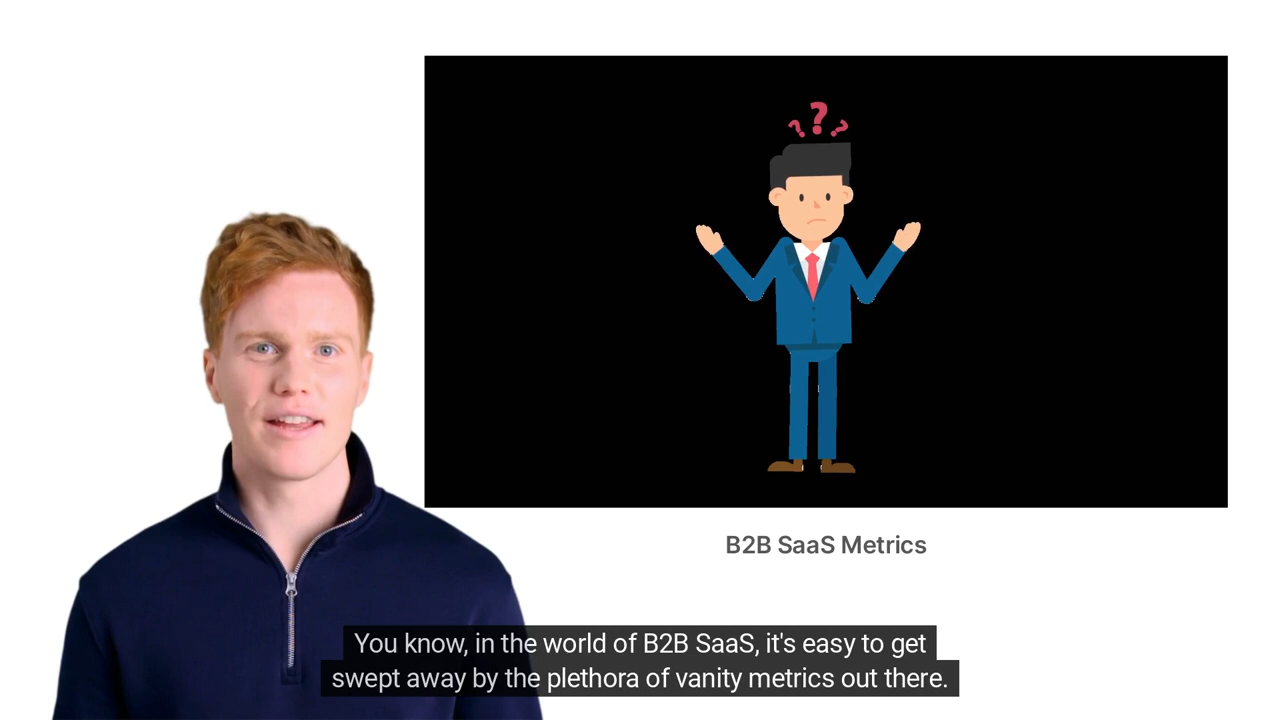 ???
B2B SaaS Metrics
You know, in the world of B2B SaaS, it's easy to get
swept away by the plethora of vanity metrics out there.